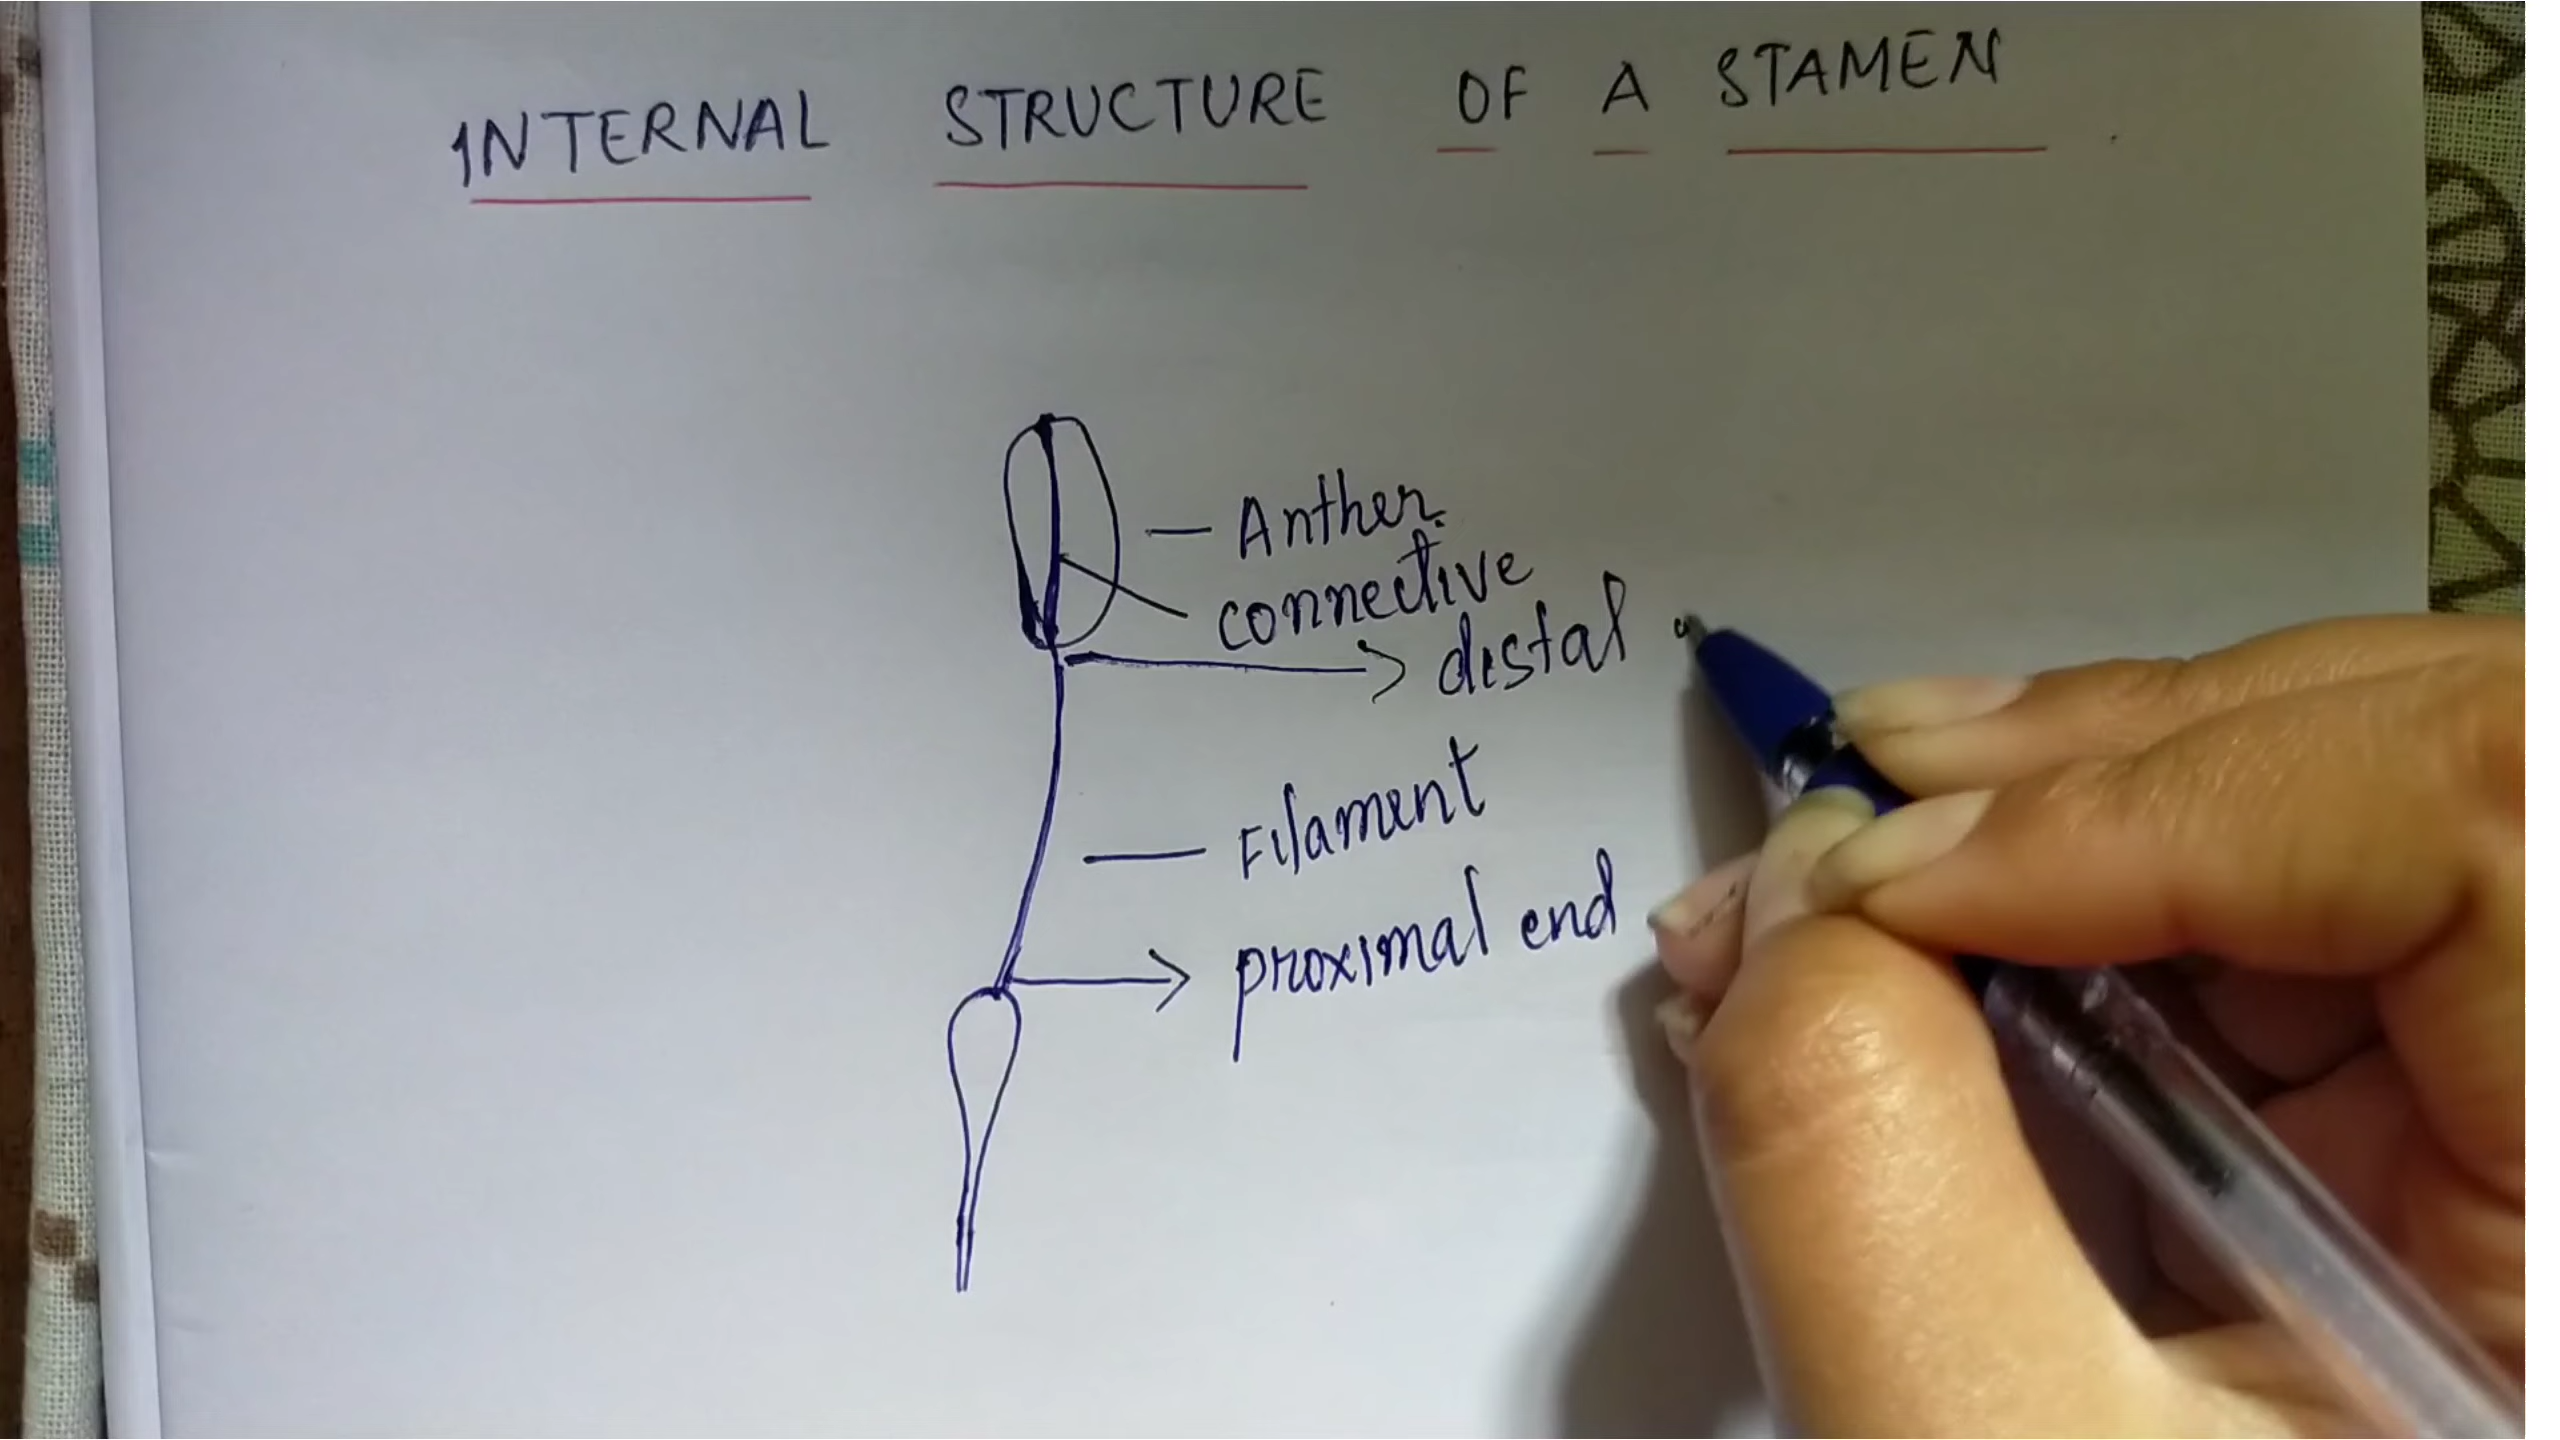 INTERNAL STRUCTURE OF A STAMEN
Anther
connective
distal
Filament
proximal end